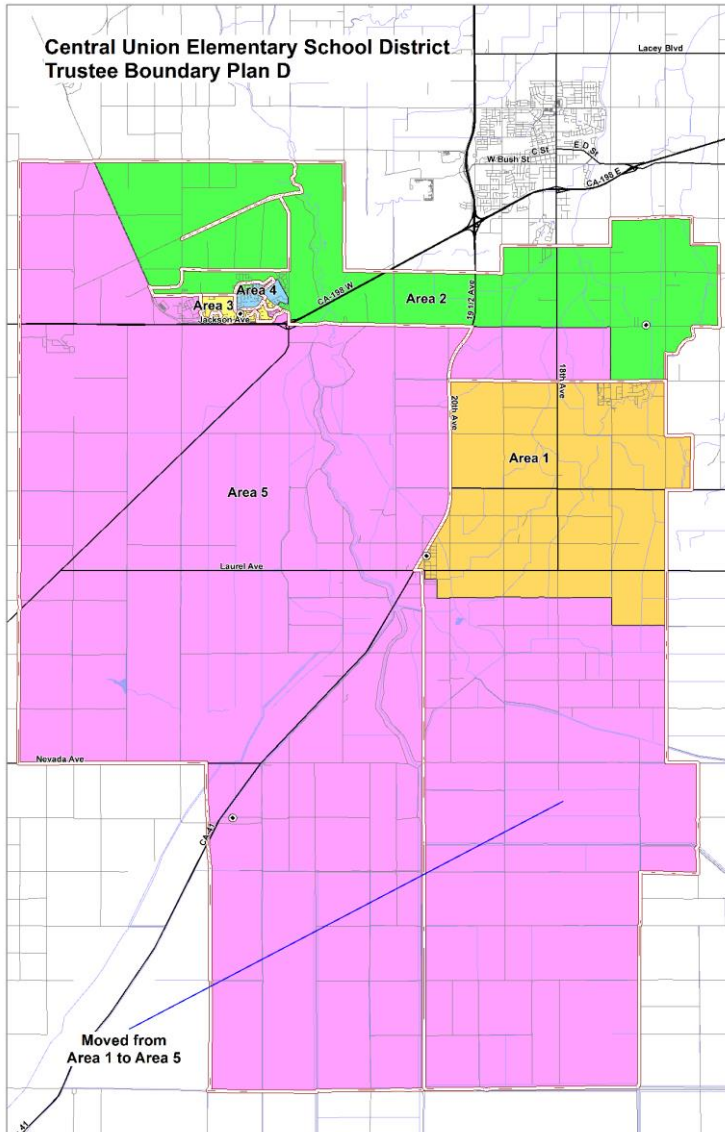 Central Union Elementary School District
Trustee Boundary Plan D
Lacey Blvd
C St
E D St
W Bush St
CA-198 E
CA-198 W
19 1/2 Ave
Area 4
Area 3
Area 2
Jackson Ave
18th Ave
20th Ave
Area 1
Area 5
Laurel Ave
Nevada Ave
CA-41
Moved from
Area 1 to Area 5
41